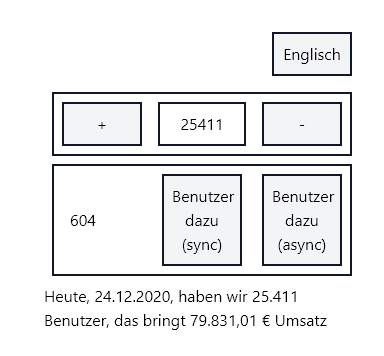 Englisch
+ 25411 -
604
Benutzer
dazu
(sync)
Benutzer
dazu
(async)
Heute, 24.12.2020, haben wir 25.411
Benutzer, das bringt 79.831,01 € Umsatz